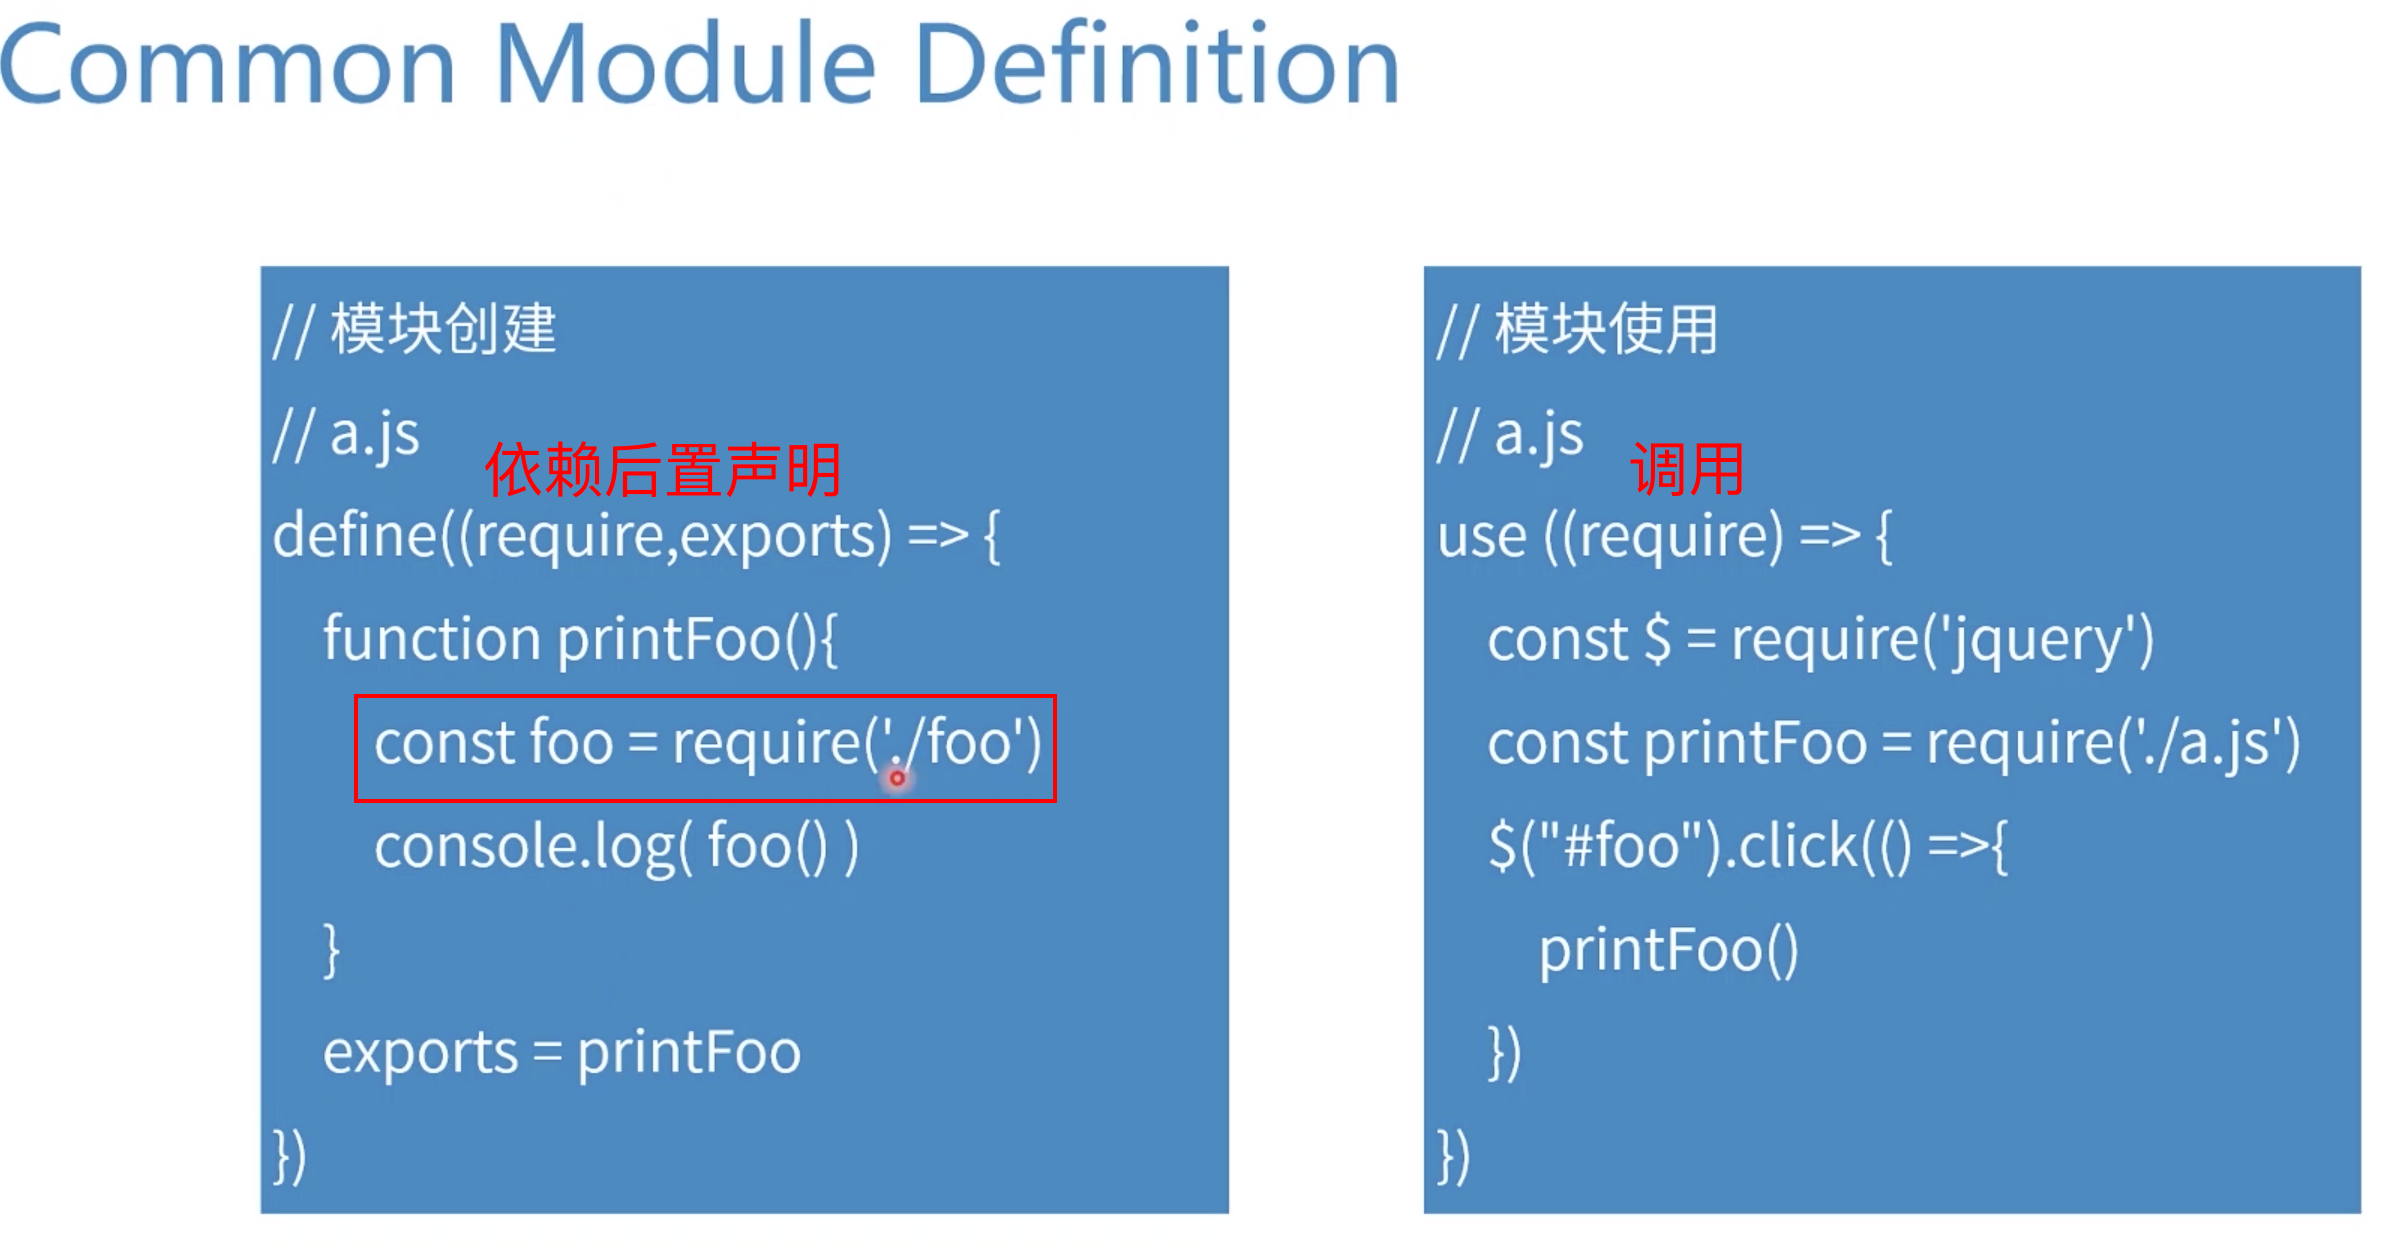 Common Module Definition
// 模块创建
// a.js
依赖后置声明
define((require,exports) => {
function printFoo(){
const foo = require('./foo')
console.log( foo() )
}
exports = printFoo
})
// 模块使用
// a.js
调用
use ((require) => {
const $ = require('jquery')
const printFoo = require('./a.js')
$("#foo").click(() =>{
printFoo()
})
})